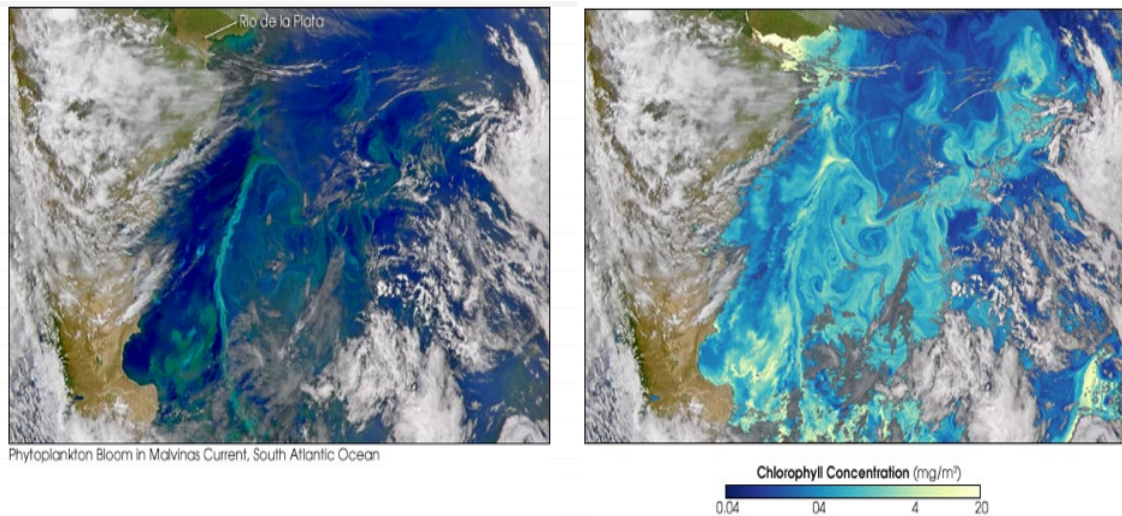 Rio de la Plata
Phytoplankton Bloom in Malvinas Current, South Atlantic Ocean
Chlorophyll Concentration (mg/m³)
0.04 04 4 20